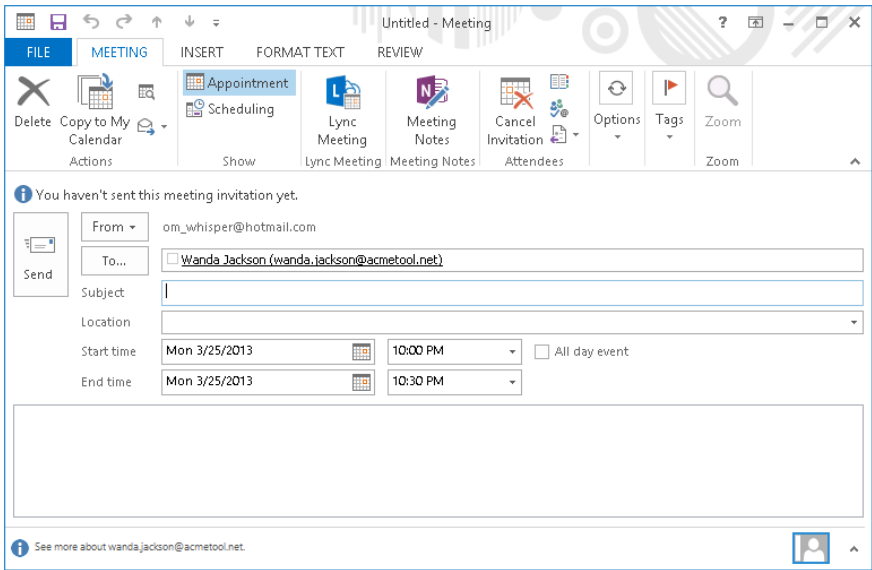 Untitled - Meeting
?
FILE MEETING INSERT FORMAT TEXT REVIEW
Delete
Copy to My Calendar
Actions
Appointment
Scheduling
Show
Lync Meeting
Lync Meeting
Meeting Notes
Meeting Notes
Cancel Invitation
Attendees
Options
Tags
Zoom
Zoom
You haven't sent this meeting invitation yet.
Send
From om_whisper@hotmail.com
To... Wanda Jackson (wanda.jackson@acmetool.net)
Subject
Location
Start time Mon 3/25/2013 10:00 PM All day event
End time Mon 3/25/2013 10:30 PM
See more about wanda.jackson@acmetool.net.